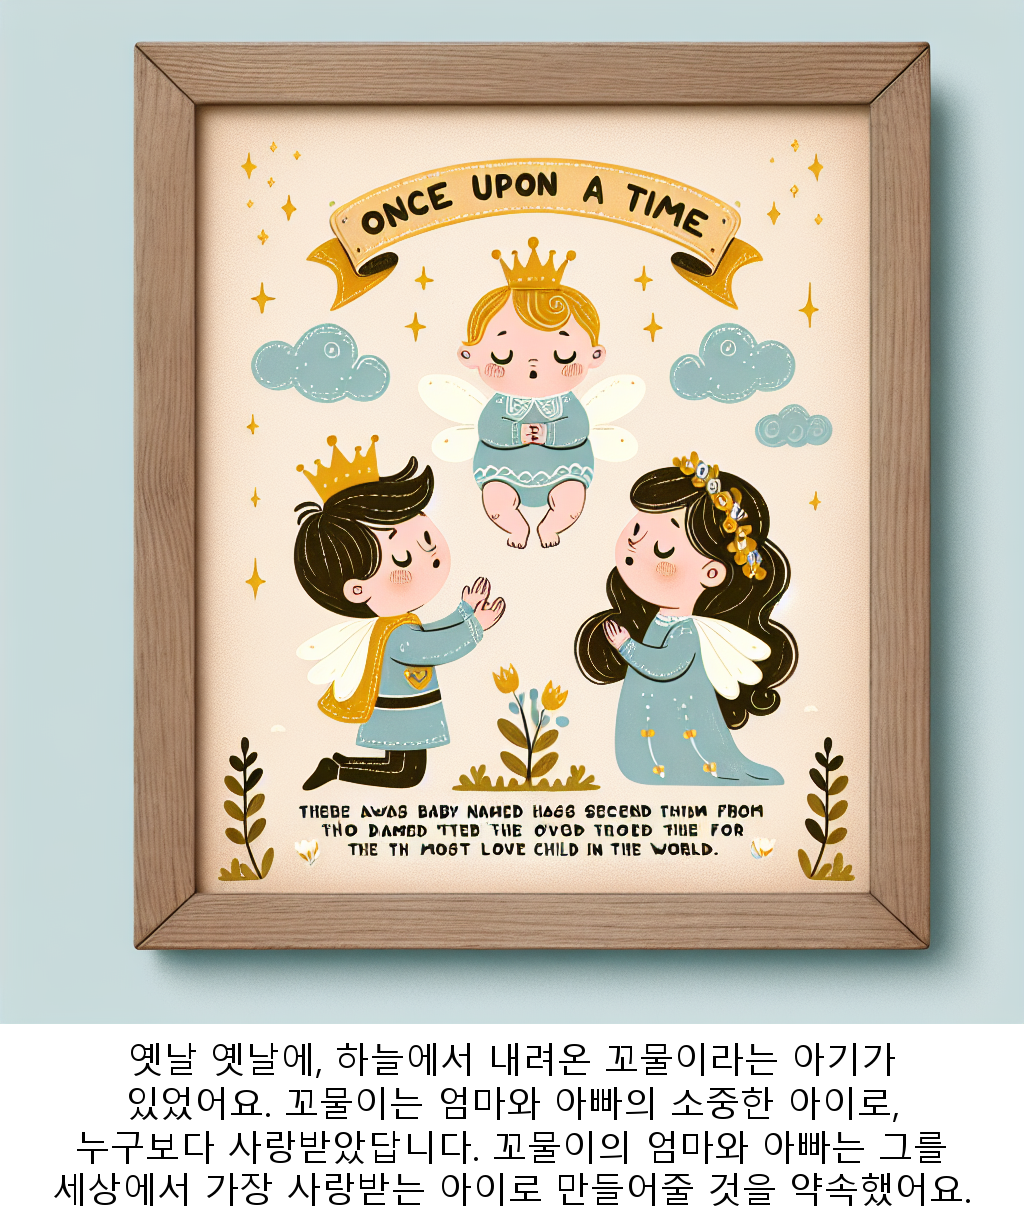 ONCE UPON A TIME
BABY
THE FOR
THE MOST LOVE CHILD IN THE WORLD.
옛날 옛날에, 하늘에서 내려온 꼬물이라는 아기가
있었어요. 꼬물이는 엄마와 아빠의 소중한 아이로,
누구보다 사랑받았답니다. 꼬물이의 엄마와 아빠는 그를
세상에서 가장 사랑받는 아이로 만들어줄 것을 약속했어요.